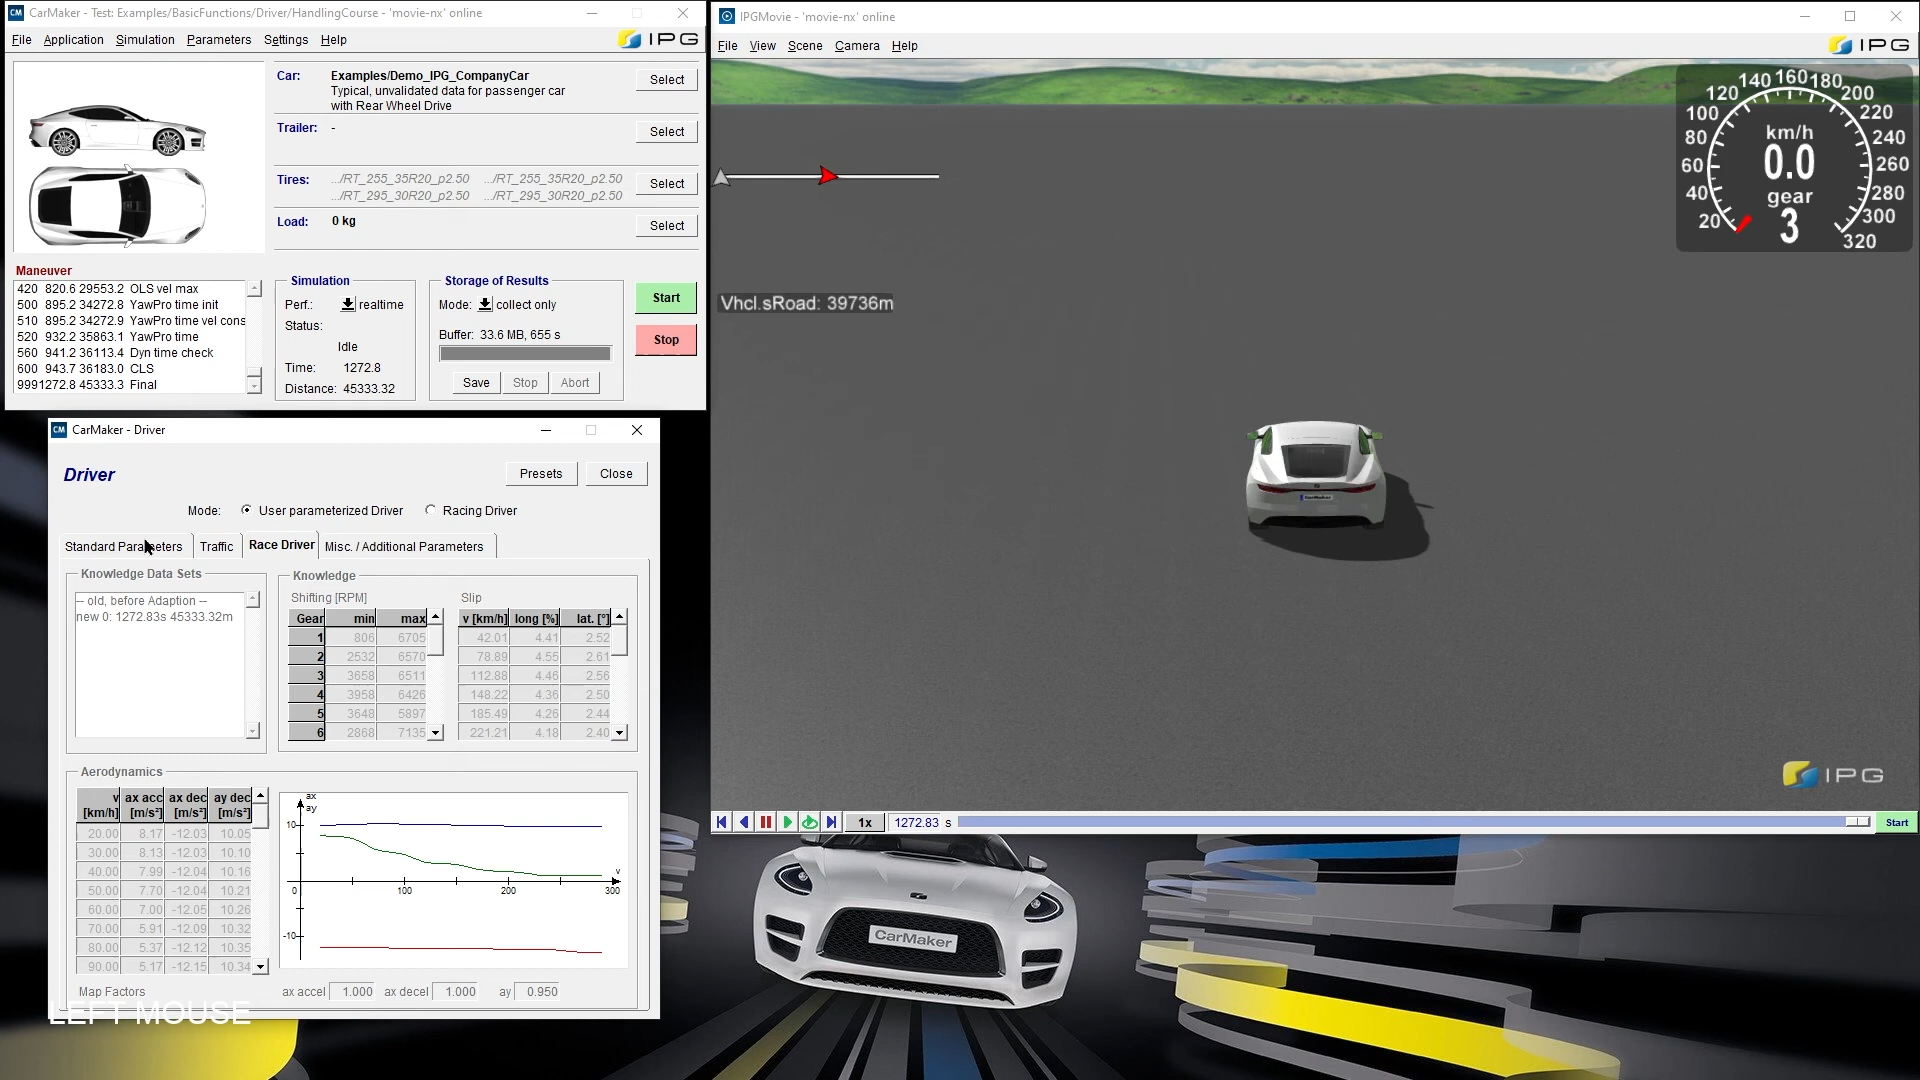 CM CarMaker - Test: Examples/BasicFunctions/Driver/HandlingCourse - 'movie-nx' online
File Application Simulation Parameters Settings Help
IPG
Car: Examples/Demo_IPG_CompanyCar Select
Typical, unvalidated data for passenger car
with Rear Wheel Drive
Trailer: - Select
Tires: .../RT_255_35R20_p2.50 .../RT_255_35R20_p2.50 Select
.../RT_295_30R20_p2.50 .../RT_295_30R20_p2.50
Load: 0 kg Select
Maneuver
420 820.6 29553.2 OLS vel max
500 895.2 34272.8 YawPro time init
510 895.2 34272.9 YawPro time vel cons
520 932.2 35863.1 YawPro time
560 941.2 36113.4 Dyn time check
600 943.7 36183.0 CLS
9991272.8 45333.3 Final
Simulation
Perf.: realtime
Status:
Idle
Time: 1272.8
Distance: 45333.32
Storage of Results
Mode: collect only
Buffer: 33.6 MB, 655 s
Save Stop Abort
Start
Stop
CM CarMaker - Driver
Driver
Presets Close
Mode: User parameterized Driver Racing Driver
Standard Parameters Traffic Race Driver Misc. / Additional Parameters
Knowledge Data Sets
-- old, before Adaption --
new 0: 1272.83s 45333.32m
Knowledge
Shifting [RPM]
Gear min max
1 806 6705
2 2532 6570
3 3658 6511
4 3958 6426
5 3648 5897
6 2868 7135
Slip
v [km/h] long [%] lat. [°]
42.01 4.41 2.52
78.89 4.55 2.61
112.88 4.46 2.56
148.22 4.36 2.50
185.49 4.26 2.44
221.21 4.18 2.40
Aerodynamics
v ax acc ax dec ay dec
[km/h] [m/s²] [m/s²] [m/s²]
20.00 8.17 -12.03 10.05
30.00 8.13 -12.03 10.10
40.00 7.99 -12.04 10.16
50.00 7.70 -12.04 10.21
60.00 7.00 -12.05 10.26
70.00 5.91 -12.09 10.32
80.00 5.37 -12.12 10.35
90.00 5.17 -12.15 10.34
ax
ay
10
v
0 100 200 300
-10
Map Factors ax accel 1.000 ax decel 1.000 ay 0.950
LEFT MOUSE
IPGMovie - 'movie-nx' online
File View Scene Camera Help
IPG
20 40 60 80 100 120 140 160 180 200 220 240 260 280 300 320
km/h
0.0
gear
3
Vhcl.sRoad: 39736m
CarMaker
IPG
1x 1272.83 s Start
CarMaker